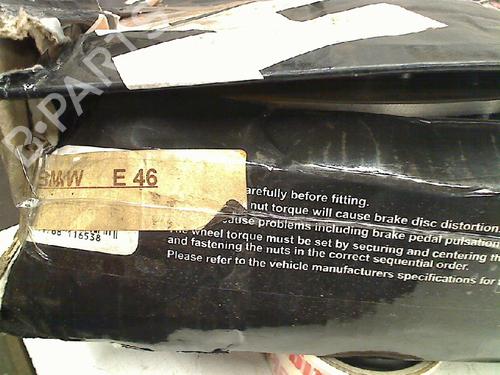 B-PARTS
BMW E 46
116538
arefully before fitting.
nut torque will cause brake disc distortion.
cause problems including brake pedal pulsation
The wheel torque must be set by securing and centering th
and fastening the nuts in the correct sequential order.
Please refer to the vehicle manufacturers specifications for